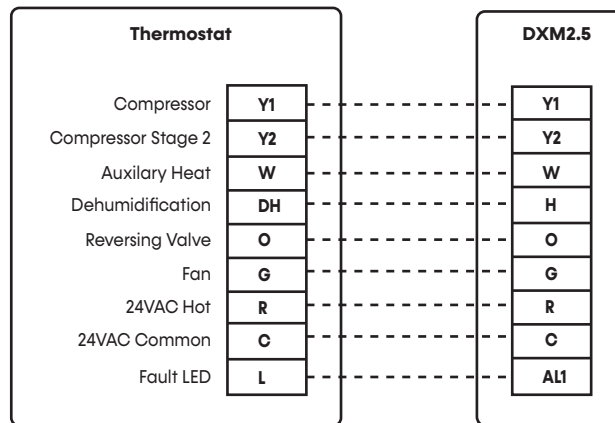 Thermostat DXM2.5
Compressor Y1 Y1
Compressor Stage 2 Y2 Y2
Auxilary Heat W W
Dehumidification DH H
Reversing Valve O O
Fan G G
24VAC Hot R R
24VAC Common C C
Fault LED L AL1